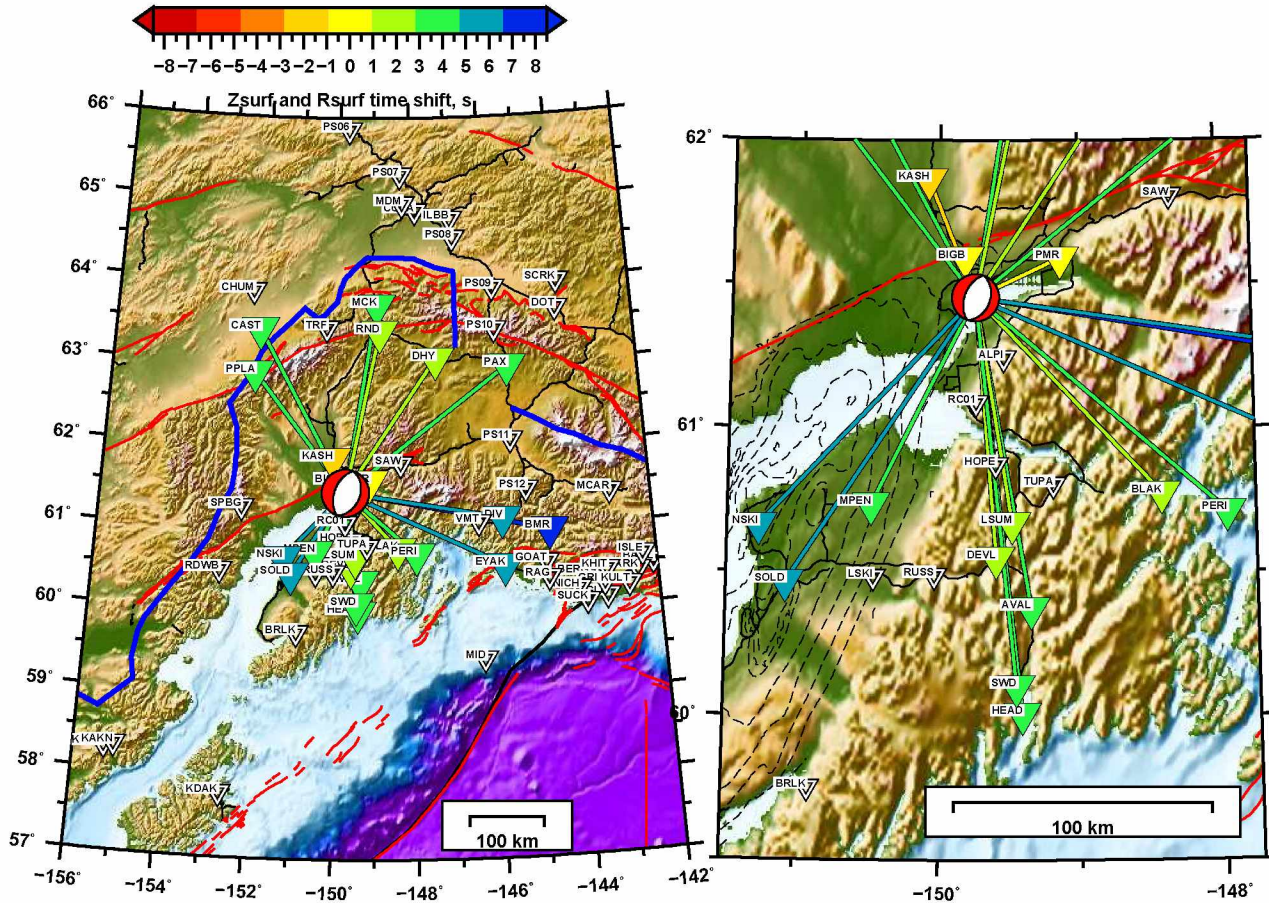 −8 −7 −6 −5 −4 −3 −2 −1 0 1 2 3 4 5 6 7 8
Zsurf and Rsurf time shift, s
66°
65°
64°
63°
62°
61°
60°
59°
58°
57°
−156°
−154°
−152°
−150°
−148°
−146°
−144°
−142°
PS06
PS07
MDM
ILBB
PS08
CHUM
PS09
SCRK
DOT
MCK
CAST
TRF
RND
PS10
PPLA
DHY
PAX
PS11
KASH
SAW
PS12
MCAR
SPBG
RC01
VMT
DIV
BMR
NSKI
TUPA
PERI
GOAT
ISLE
RDWB
SOLD
RUSS
EYAK
KHIT
KULT
SUCK
SWD
BRLK
MID
KAKN
KDAK
100 km
62°
61°
60°
−150°
−148°
KASH
SAW
BIGB
PMR
ALPI
RC01
HOPE
TUPA
BLAK
MPEN
PERI
NSKI
LSUM
DEVL
SOLD
LSKI
RUSS
AVAL
SWD
HEAD
BRLK
100 km